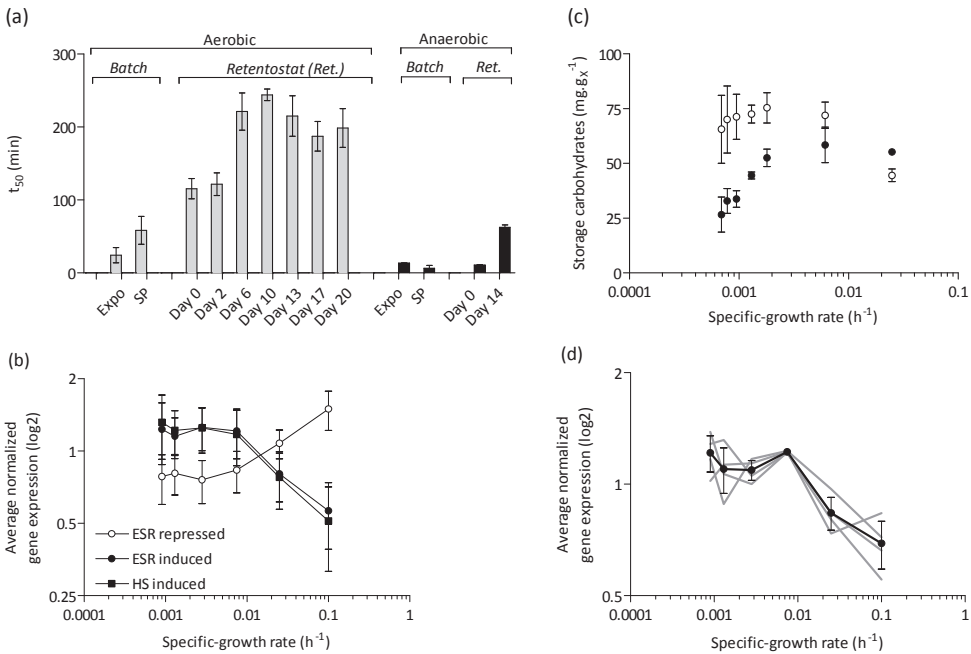 (a)
Aerobic
Anaerobic
Batch
Retentostat (Ret.)
Batch
Ret.
t50 (min)
300
200
100
0
Expo
SP
Day 0
Day 2
Day 6
Day 10
Day 13
Day 17
Day 20
Expo
SP
Day 0
Day 14
(c)
Storage carbohydrates (mg.gx-1)
100
75
50
25
0
0.0001
0.001
0.01
0.1
Specific-growth rate (h-1)
(b)
Average normalized
gene expression (log2)
2
1
0.5
0.25
ESR repressed
ESR induced
HS induced
0.0001
0.001
0.01
0.1
1
Specific-growth rate (h-1)
(d)
Average normalized
gene expression (log2)
2
1
0.5
0.0001
0.001
0.01
0.1
1
Specific-growth rate (h-1)